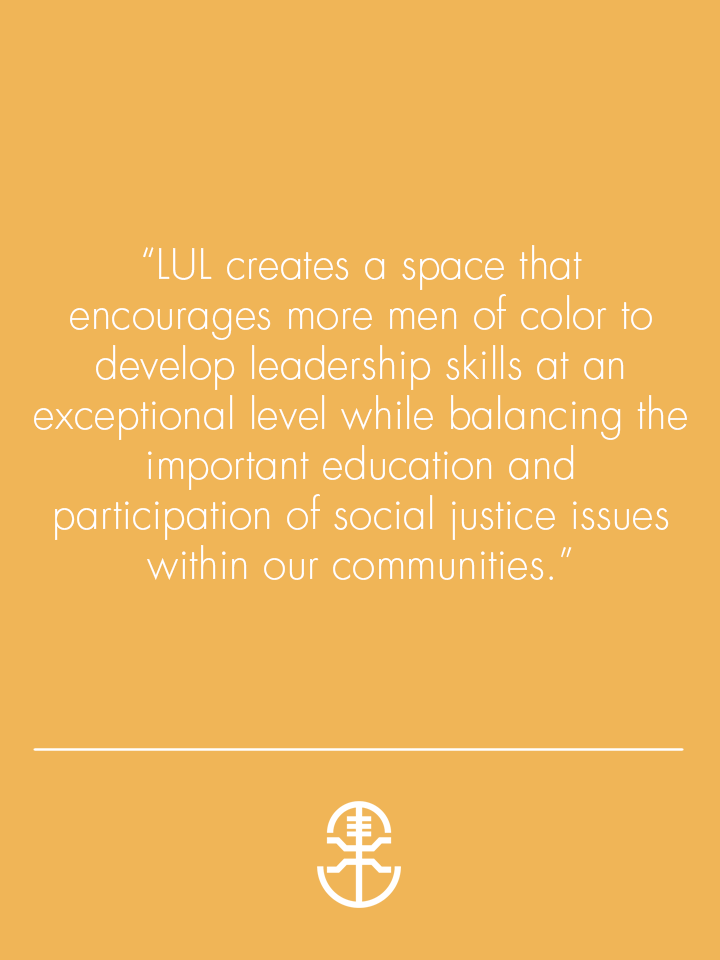 “LUL creates a space that
encourages more men of color to
develop leadership skills at an
exceptional level while balancing the
important education and
participation of social justice issues
within our communities.”